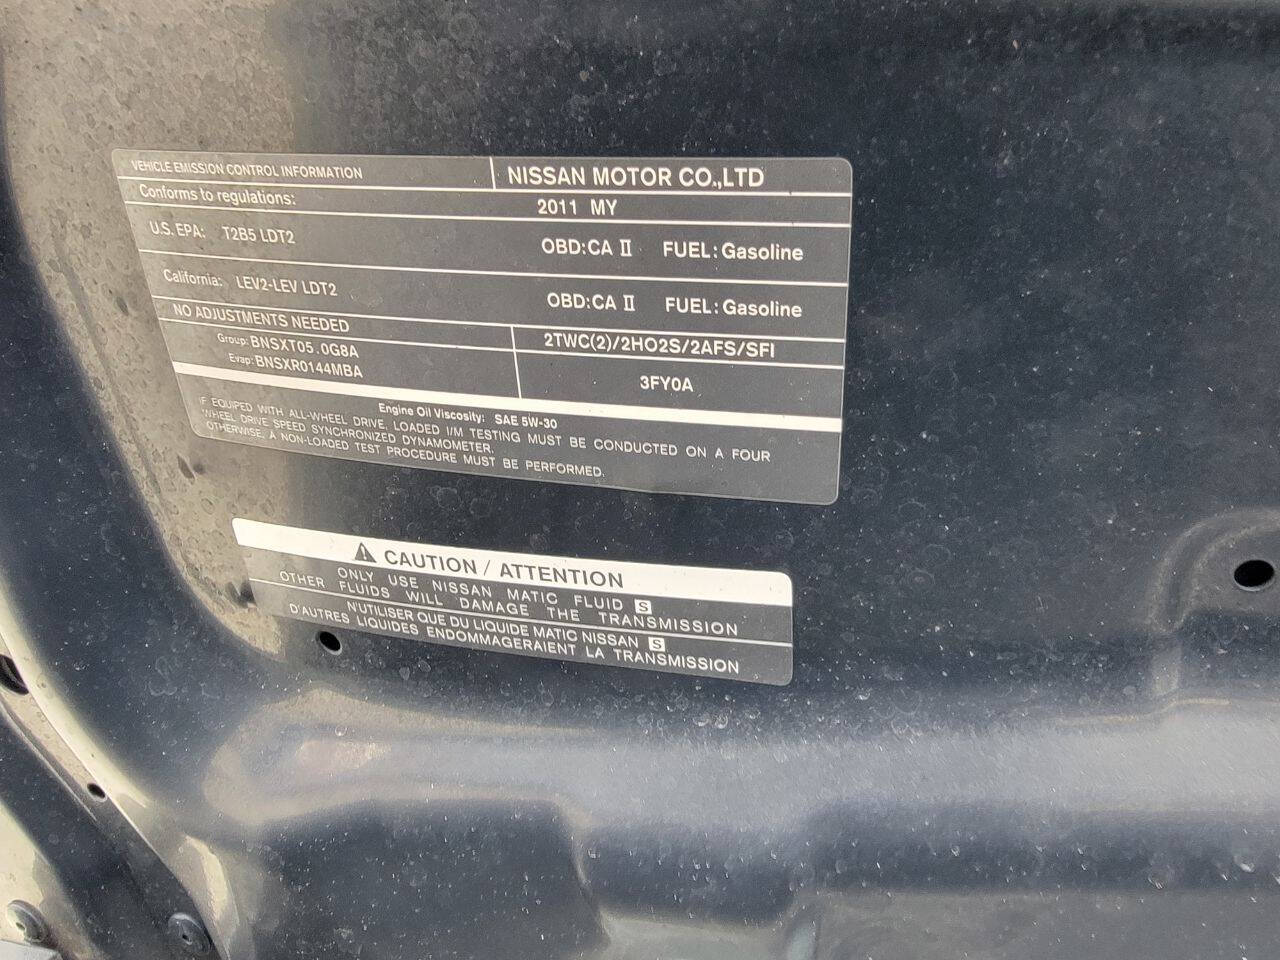 VEHICLE EMISSION CONTROL INFORMATION NISSAN MOTOR CO.,LTD
Conforms to regulations: 2011 MY
U.S. EPA: T2B5 LDT2 OBD:CA II FUEL: Gasoline
California: LEV2-LEV LDT2 OBD:CA II FUEL: Gasoline
NO ADJUSTMENTS NEEDED
Group: BNSXT05.0G8A 2TWC(2)/2HO2S/2AFS/SFI
Evap: BNSXR0144MBA 3FY0A
Engine Oil Viscosity: SAE 5W-30
IF EQUIPED WITH ALL-WHEEL DRIVE, LOADED I/M TESTING MUST BE CONDUCTED ON A FOUR
WHEEL DRIVE SPEED SYNCHRONIZED DYNAMOMETER.
OTHERWISE, A NON-LOADED TEST PROCEDURE MUST BE PERFORMED.
CAUTION / ATTENTION
ONLY USE NISSAN MATIC FLUID S
OTHER FLUIDS WILL DAMAGE THE TRANSMISSION
N'UTILISER QUE DU LIQUIDE MATIC NISSAN S
D'AUTRES LIQUIDES ENDOMMAGERAIENT LA TRANSMISSION